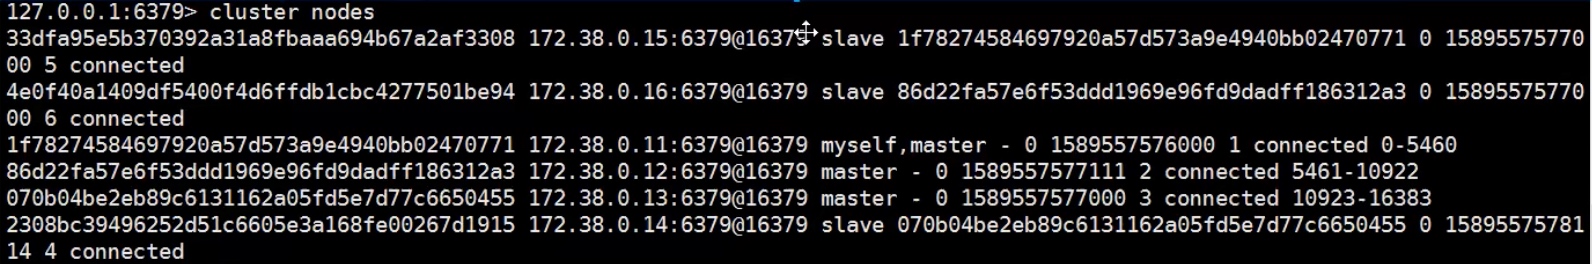 127.0.0.1:6379> cluster nodes
33dfa95e5b370392a31a8fbaaa694b67a2af3308 172.38.0.15:6379@16379 slave 1f78274584697920a57d573a9e4940bb02470771 0 15895575770
00 5 connected
4e0f40a1409df5400f4d6ffdb1cbc4277501be94 172.38.0.16:6379@16379 slave 86d22fa57e6f53ddd1969e96fd9dadff186312a3 0 15895575770
00 6 connected
1f78274584697920a57d573a9e4940bb02470771 172.38.0.11:6379@16379 myself,master - 0 1589557576000 1 connected 0-5460
86d22fa57e6f53ddd1969e96fd9dadff186312a3 172.38.0.12:6379@16379 master - 0 1589557577111 2 connected 5461-10922
070b04be2eb89c6131162a05fd5e7d77c6650455 172.38.0.13:6379@16379 master - 0 1589557577000 3 connected 10923-16383
2308bc39496252d51c6605e3a168fe00267d1915 172.38.0.14:6379@16379 slave 070b04be2eb89c6131162a05fd5e7d77c6650455 0 15895575781
14 4 connected